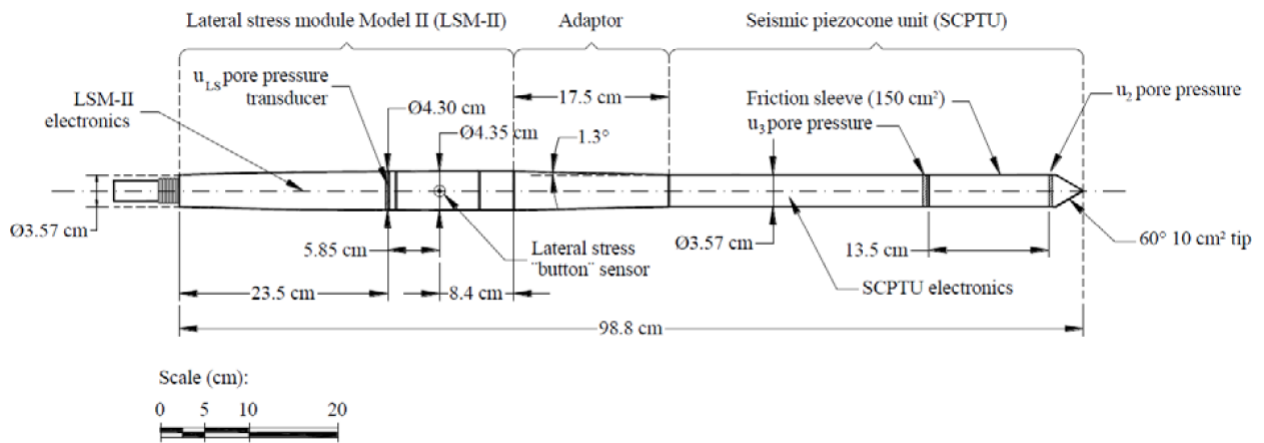 Lateral stress module Model II (LSM-II)
Adaptor
Seismic piezocone unit (SCPTU)
u_LS pore pressure
transducer
LSM-II
electronics
Ø4.30 cm
Ø4.35 cm
17.5 cm
1.3°
Friction sleeve (150 cm²)
u₃ pore pressure
u₂ pore pressure
Ø3.57 cm
5.85 cm
Lateral stress
"button" sensor
Ø3.57 cm
13.5 cm
60° 10 cm² tip
23.5 cm
8.4 cm
SCPTU electronics
98.8 cm
Scale (cm):
0 5 10 20